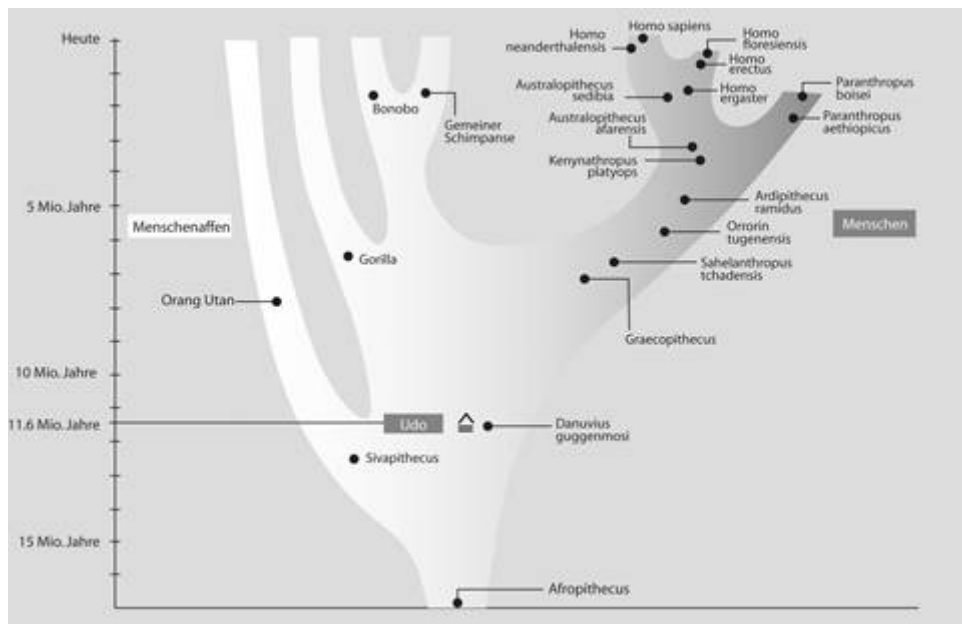 Heute
5 Mio. Jahre
10 Mio. Jahre
11.6 Mio. Jahre
15 Mio. Jahre
Menschenaffen
Orang Utan
Gorilla
Bonobo
Gemeiner
Schimpanse
Homo
neanderthalensis
Homo sapiens
Homo
floresiensis
Homo
erectus
Homo
ergaster
Australopithecus
sedibia
Australopithecus
afarensis
Kenynathropus
platyops
Paranthropus
boisei
Paranthropus
aethiopicus
Ardipithecus
ramidus
Menschen
Orrorin
tugenensis
Sahelanthropus
tchadensis
Graecopithecus
Udo
Danuvius
guggenmosi
Sivapithecus
Afropithecus